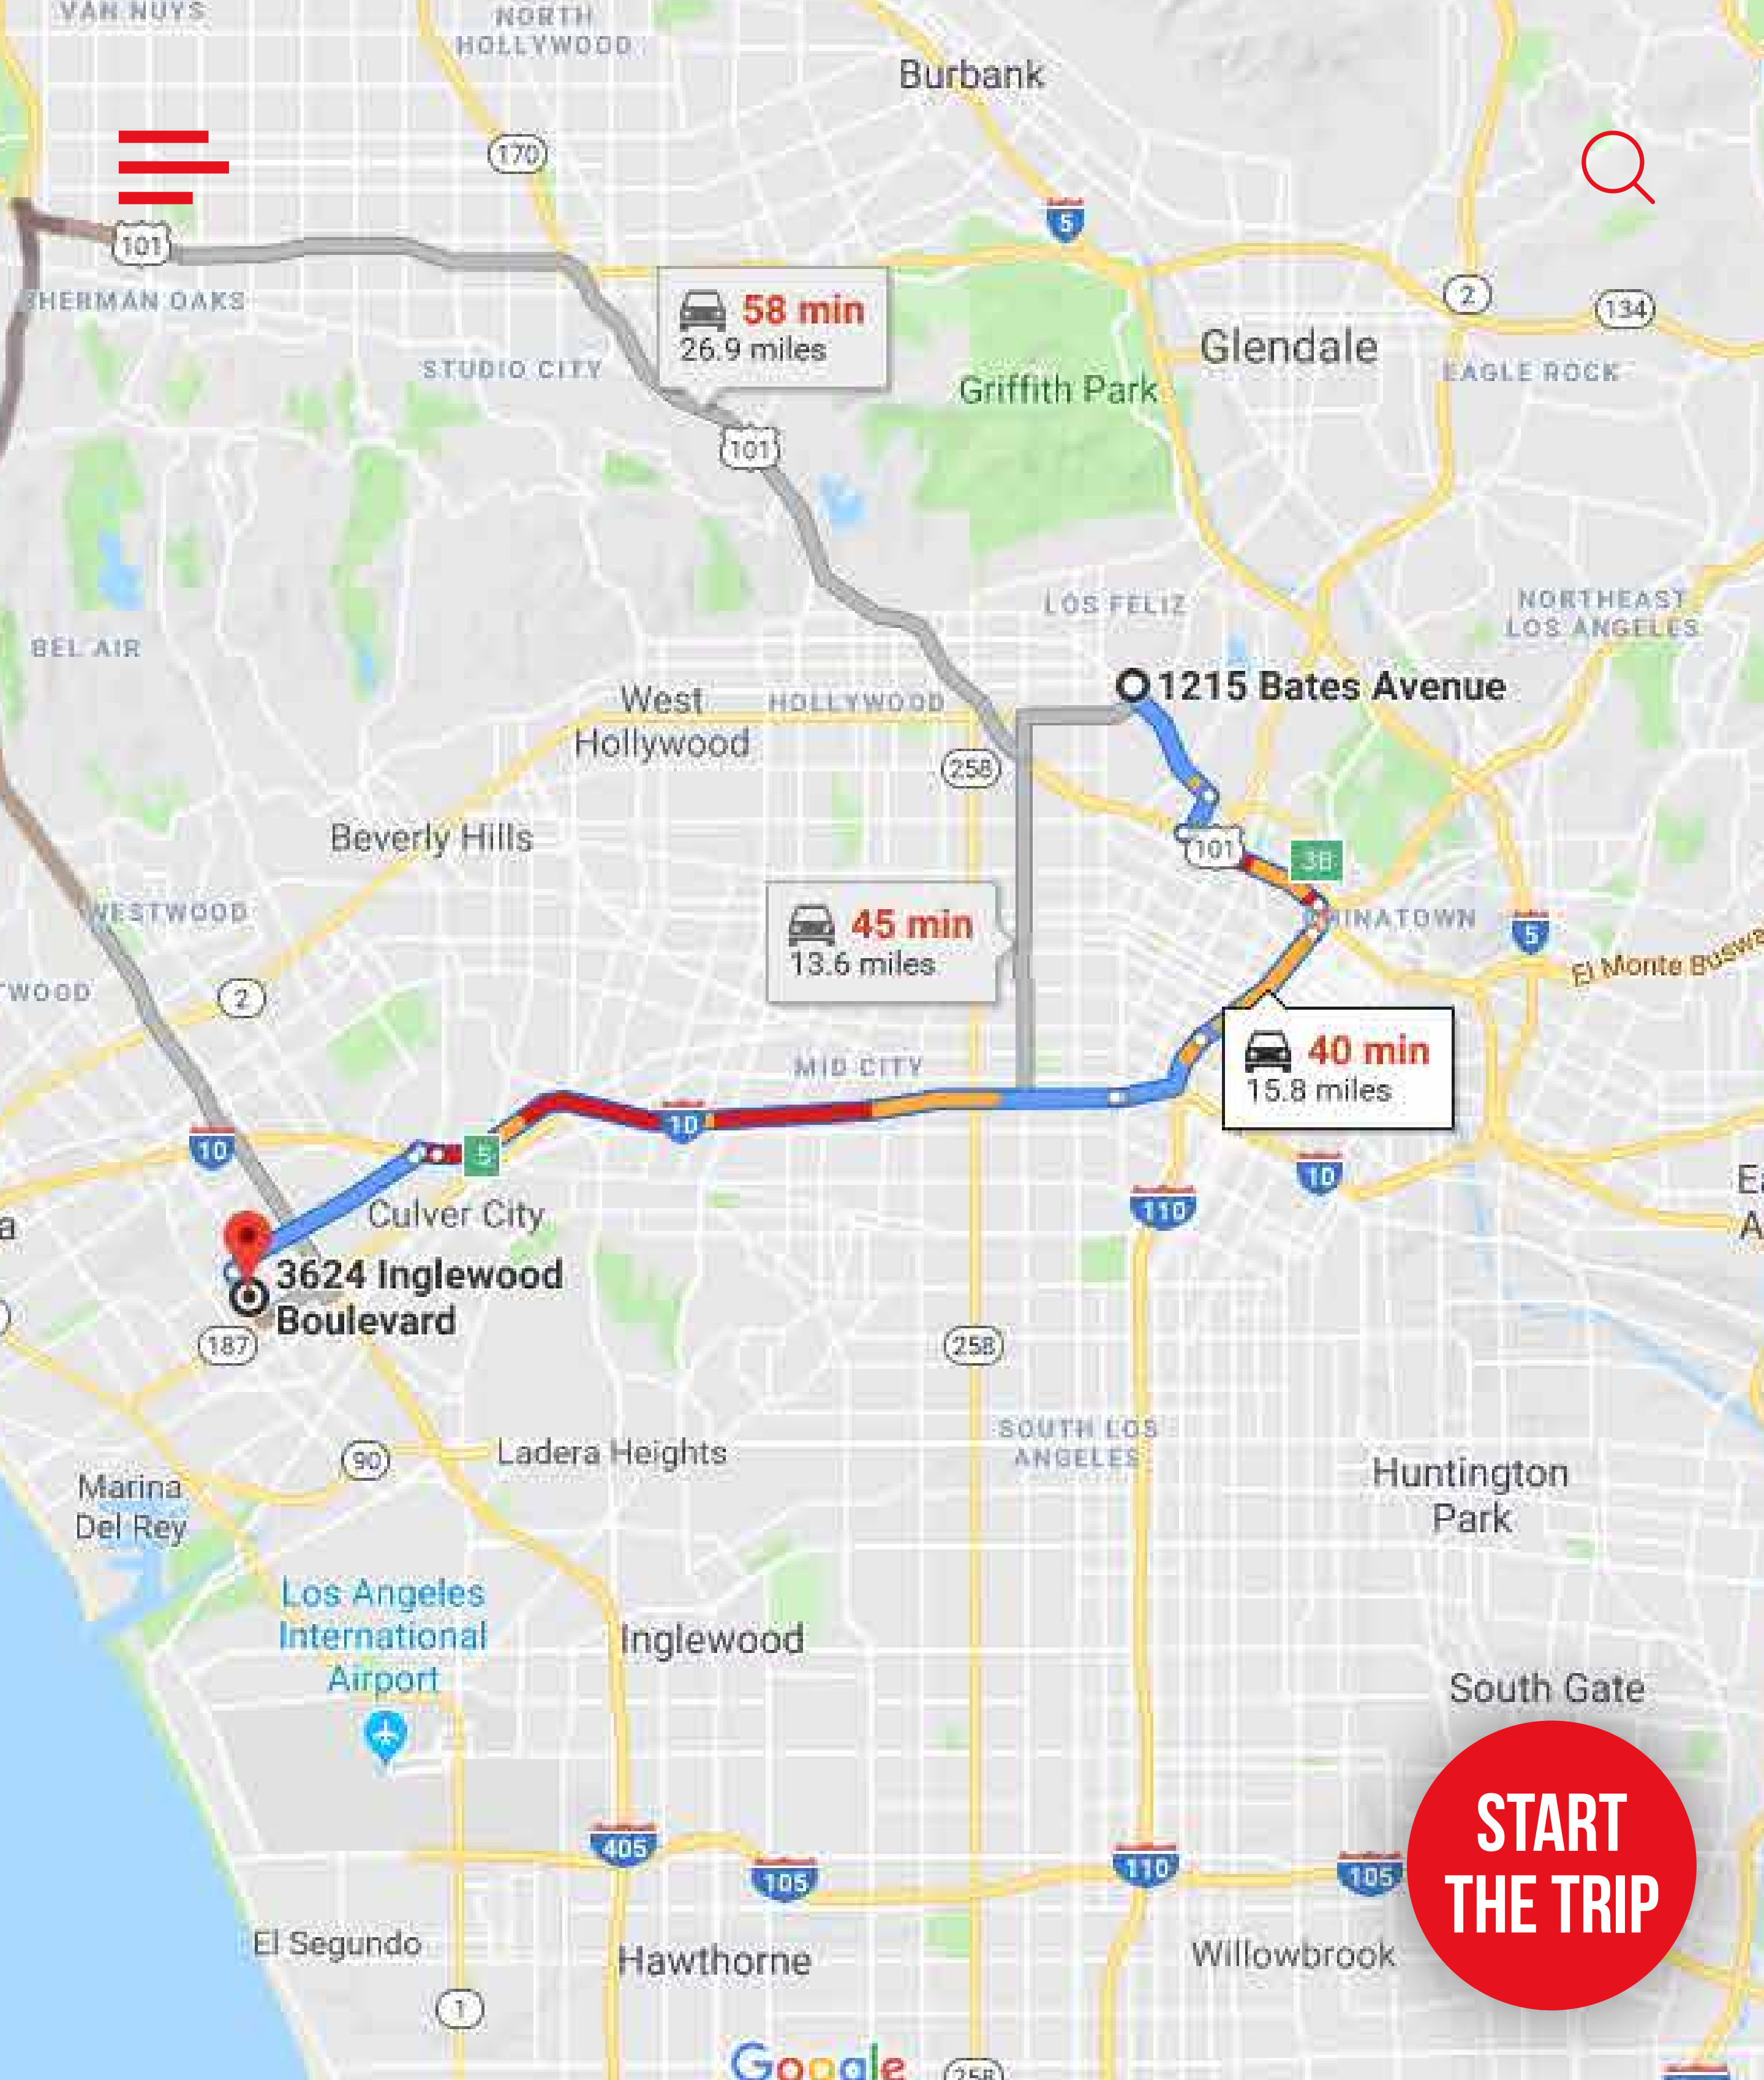 VAN NUYS
NORTH
HOLLYWOOD
Burbank
170
5
101
SHERMAN OAKS
58 min
26.9 miles
2
134
STUDIO CITY
Glendale
EAGLE ROCK
Griffith Park
101
LOS FELIZ
NORTHEAST
LOS ANGELES
BEL AIR
1215 Bates Avenue
West
Hollywood
HOLLYWOOD
258
Beverly Hills
101
38
WESTWOOD
45 min
13.6 miles
CHINATOWN
5
El Monte Buswa
TWOOD
2
40 min
15.8 miles
MID CITY
10
10
5
10
Culver City
110
Ea
A
a
3624 Inglewood
Boulevard
187
258
SOUTH LOS
ANGELES
90
Ladera Heights
Marina
Del Rey
Huntington
Park
Los Angeles
International
Airport
Inglewood
South Gate
START
THE TRIP
405
105
110
105
El Segundo
Hawthorne
Willowbrook
1
Google
258